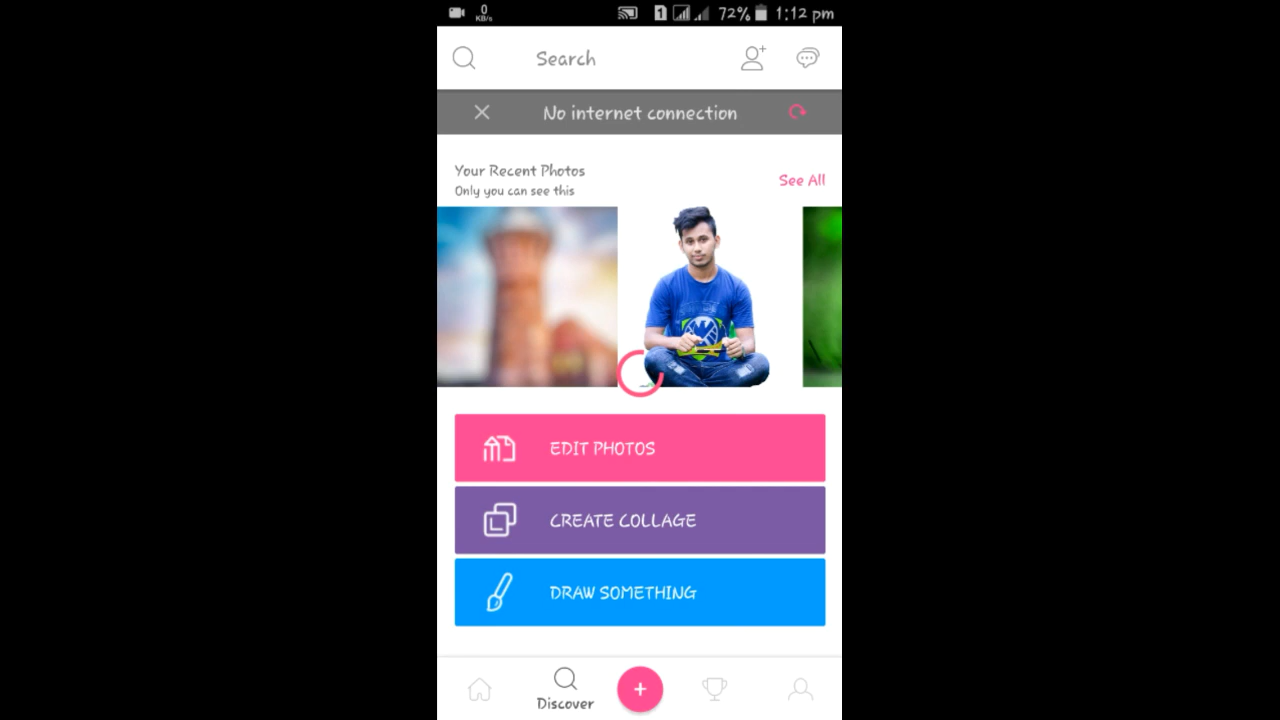 0
KB/s
1
72%
1:12 pm
Search
No internet connection
Your Recent Photos
Only you can see this
See All
EDIT PHOTOS
CREATE COLLAGE
DRAW SOMETHING
Discover